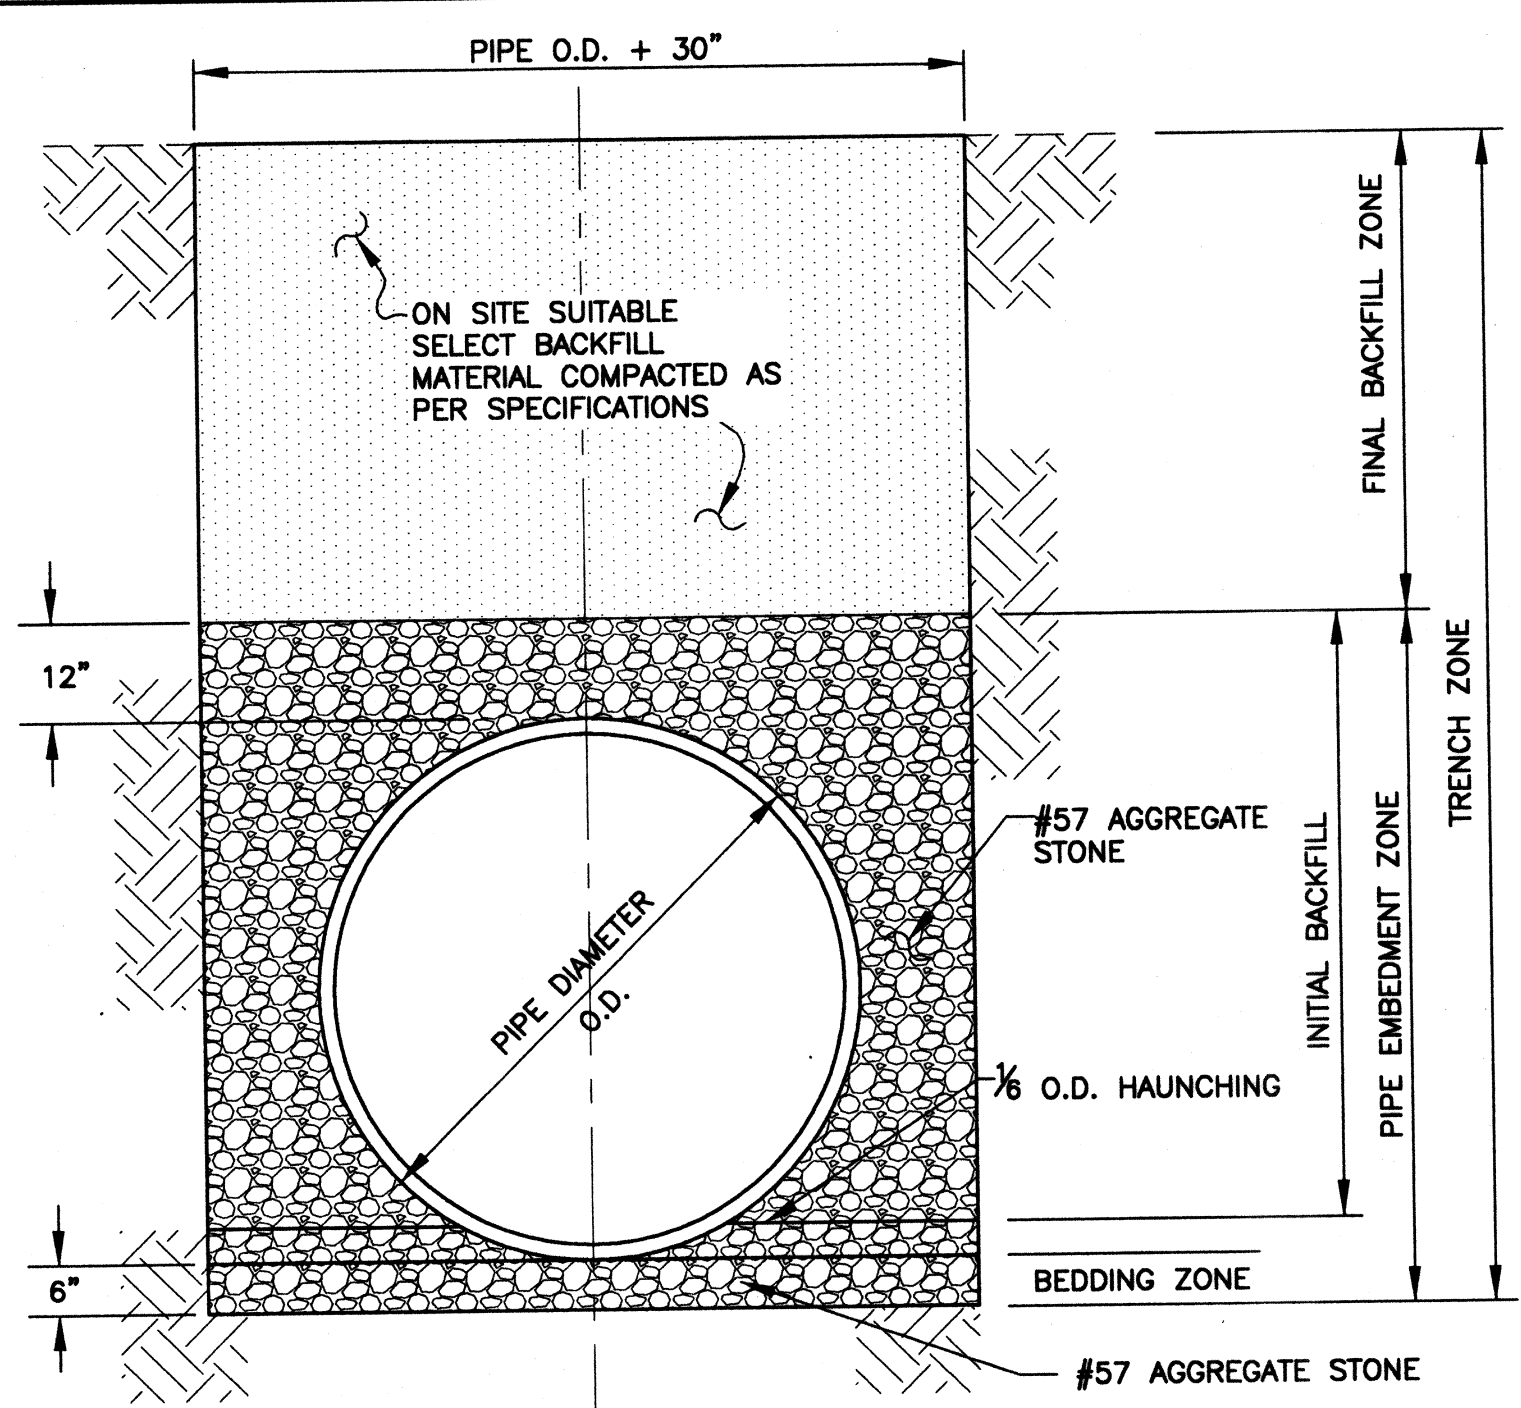 PIPE O.D. + 30"
ON SITE SUITABLE
SELECT BACKFILL
MATERIAL COMPACTED AS
PER SPECIFICATIONS
FINAL BACKFILL ZONE
12"
TRENCH ZONE
#57 AGGREGATE
STONE
INITIAL BACKFILL
PIPE EMBEDMENT ZONE
PIPE DIAMETER
O.D.
1/6 O.D. HAUNCHING
6"
BEDDING ZONE
#57 AGGREGATE STONE